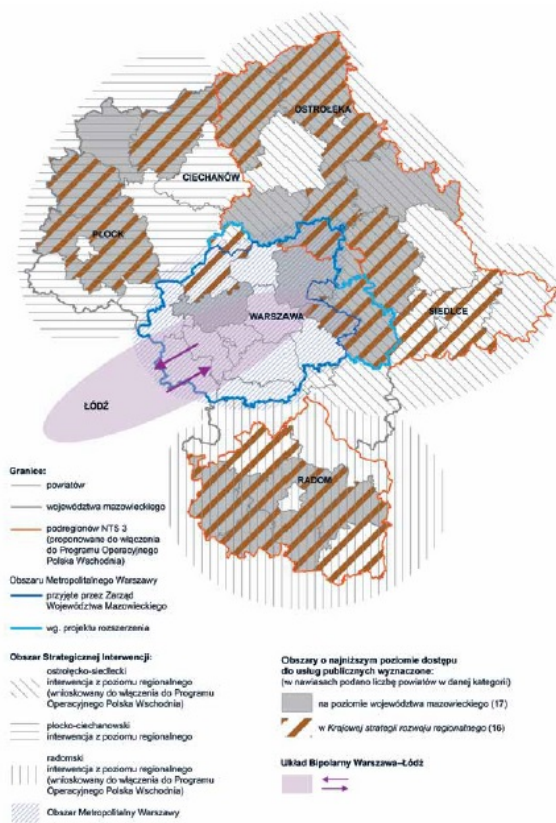 OSTROŁĘKA
CIECHANÓW
PŁOCK
SIEDLCE
WARSZAWA
ŁÓDŹ
RADOM
Granice:
powiatów
województwa mazowieckiego
podregionów NTS 3
(proponowane do włączenia
do Programu Operacyjnego
Polska Wschodnia)
Obszaru Metropolitalnego Warszawy
przyjęte przez Zarząd
Województwa Mazowieckiego
wg. projektu rozszerzenia
Obszar Strategicznej Interwencji:
ostrołęcko-siedlecki
interwencja z poziomu regionalnego
(wnioskowany do włączenia do Programu
Operacyjnego Polska Wschodnia)
płocko-ciechanowski
interwencja z poziomu regionalnego
radomski
interwencja z poziomu regionalnego
(wnioskowany do włączenia do Programu
Operacyjnego Polska Wschodnia)
Obszar Metropolitalny Warszawy
Obszary o najniższym poziomie dostępu
do usług publicznych wyznaczone:
(w nawiasach podano liczbę powiatów w danej kategorii)
na poziomie województwa mazowieckiego (17)
w Krajowej strategii rozwoju regionalnego (16)
Układ Bipolarny Warszawa–Łódź